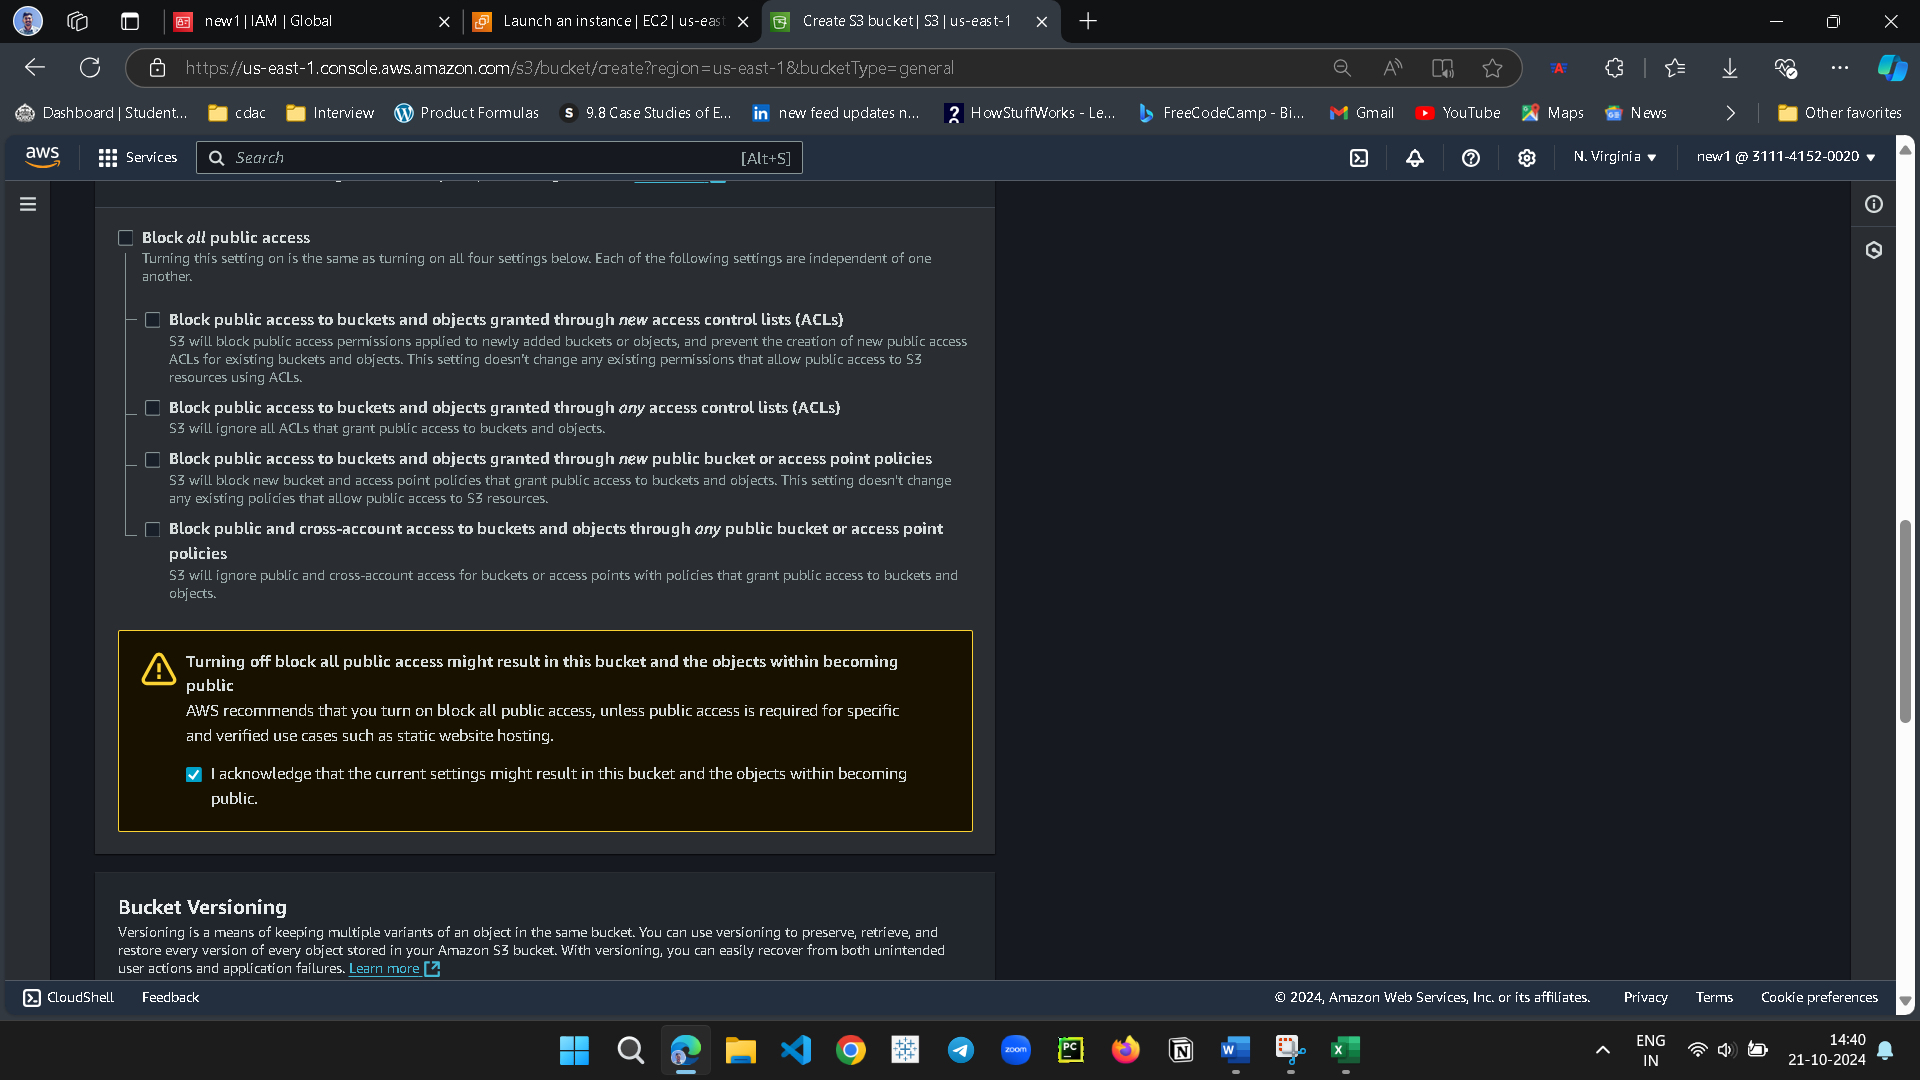 new1 | IAM | Global
Launch an instance | EC2 | us-east
Create S3 bucket | S3 | us-east-1
https://us-east-1.console.aws.amazon.com/s3/bucket/create?region=us-east-1&bucketType=general
Dashboard | Student...
cdac
Interview
Product Formulas
9.8 Case Studies of E...
new feed updates n...
HowStuffWorks - Le...
FreeCodeCamp - Bi...
Gmail
YouTube
Maps
News
Other favorites
aws
Services
Search
[Alt+S]
N. Virginia
new1 @ 3111-4152-0020
Block all public access
Turning this setting on is the same as turning on all four settings below. Each of the following settings are independent of one
another.
Block public access to buckets and objects granted through new access control lists (ACLs)
S3 will block public access permissions applied to newly added buckets or objects, and prevent the creation of new public access
ACLs for existing buckets and objects. This setting doesn't change any existing permissions that allow public access to S3
resources using ACLs.
Block public access to buckets and objects granted through any access control lists (ACLs)
S3 will ignore all ACLs that grant public access to buckets and objects.
Block public access to buckets and objects granted through new public bucket or access point policies
S3 will block new bucket and access point policies that grant public access to buckets and objects. This setting doesn't change
any existing policies that allow public access to S3 resources.
Block public and cross-account access to buckets and objects through any public bucket or access point
policies
S3 will ignore public and cross-account access for buckets or access points with policies that grant public access to buckets and
objects.
Turning off block all public access might result in this bucket and the objects within becoming
public
AWS recommends that you turn on block all public access, unless public access is required for specific
and verified use cases such as static website hosting.
I acknowledge that the current settings might result in this bucket and the objects within becoming
public.
Bucket Versioning
Versioning is a means of keeping multiple variants of an object in the same bucket. You can use versioning to preserve, retrieve, and
restore every version of every object stored in your Amazon S3 bucket. With versioning, you can easily recover from both unintended
user actions and application failures. Learn more
CloudShell
Feedback
© 2024, Amazon Web Services, Inc. or its affiliates.
Privacy
Terms
Cookie preferences
zoom
PC
ENG
IN
14:40
21-10-2024